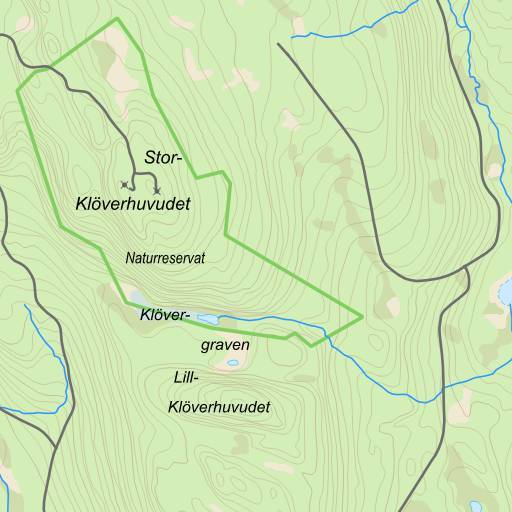 Stor-
Klöverhuvudet
Naturreservat
Klöver-
graven
Lill-
Klöverhuvudet